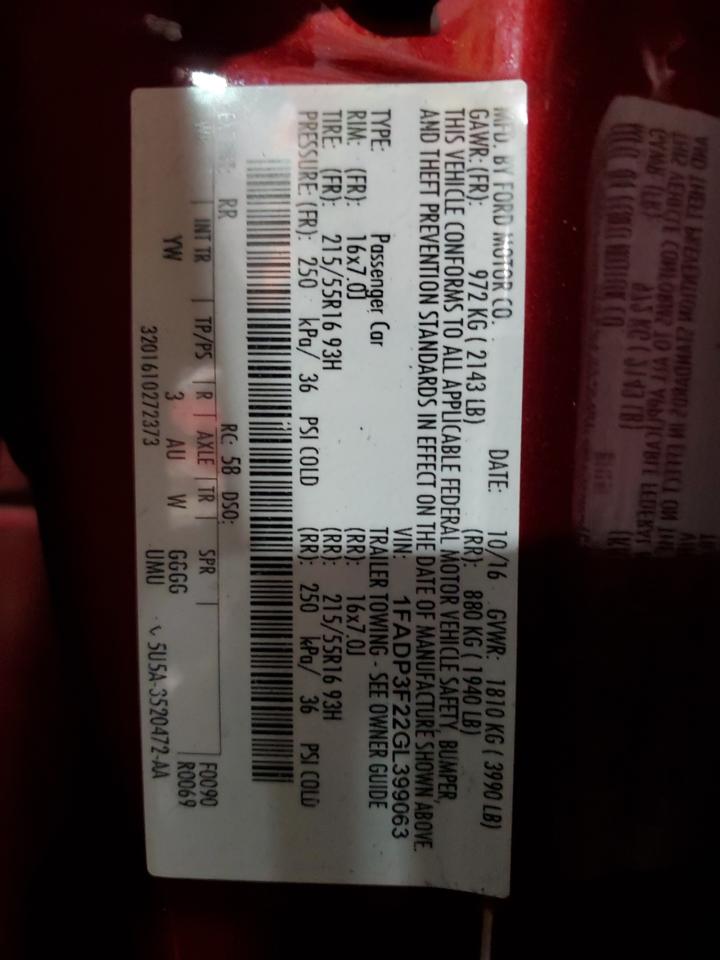 MFD. BY FORD MOTOR CO. DATE: 10/16 GVWR: 1810 KG ( 3990 LB)
GAWR: (FR): 972 KG ( 2143 LB) (RR): 880 KG ( 1940 LB)
THIS VEHICLE CONFORMS TO ALL APPLICABLE FEDERAL MOTOR VEHICLE SAFETY, BUMPER,
AND THEFT PREVENTION STANDARDS IN EFFECT ON THE DATE OF MANUFACTURE SHOWN ABOVE.
VIN: 1FADP3F22GL399063
TYPE: Passenger Car TRAILER TOWING - SEE OWNER GUIDE
RIM: (FR): 16x7.0J (RR): 16x7.0J
TIRE: (FR): 215/55R16 93H (RR): 215/55R16 93H
PRESSURE: (FR): 250 kPa/ 36 PSI COLD (RR): 250 kPa/ 36 PSI COLD
RR RC: 58 DSO: F0090
INT TR TP/PS R AXLE TR SPR R0069
YW 3 AU W GGGG
3201610272373 UMU 5U5A-3520472-AA